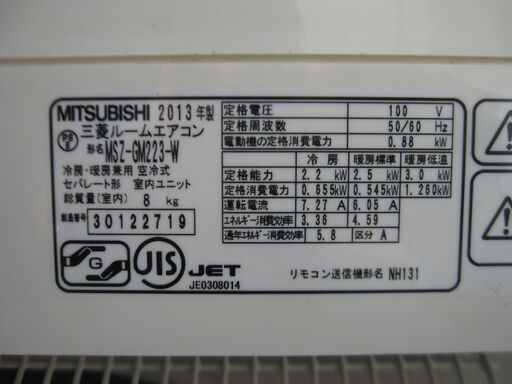 MITSUBISHI 2013年製
三菱ルームエアコン
形名 MSZ-GM223-W
冷房・暖房兼用 空冷式
セパレート形 室内ユニット
総質量(室内) 8 kg
製造番号 30122719
定格電圧 100 V
定格周波数 50/60 Hz
電動機の定格消費電力 0.88 kW
冷房 暖房標準 暖房低温
定格能力 2.2 kW 2.5 kW 3.0 kW
定格消費電力 0.655kW 0.545kW 1.260kW
運転電流 7.27 A 6.05 A
エネルギー消費効率 3.36 4.59
通年エネルギー消費効率 5.8 区分 A
G
JIS JET
JE0308014
リモコン送信機形名 NH131